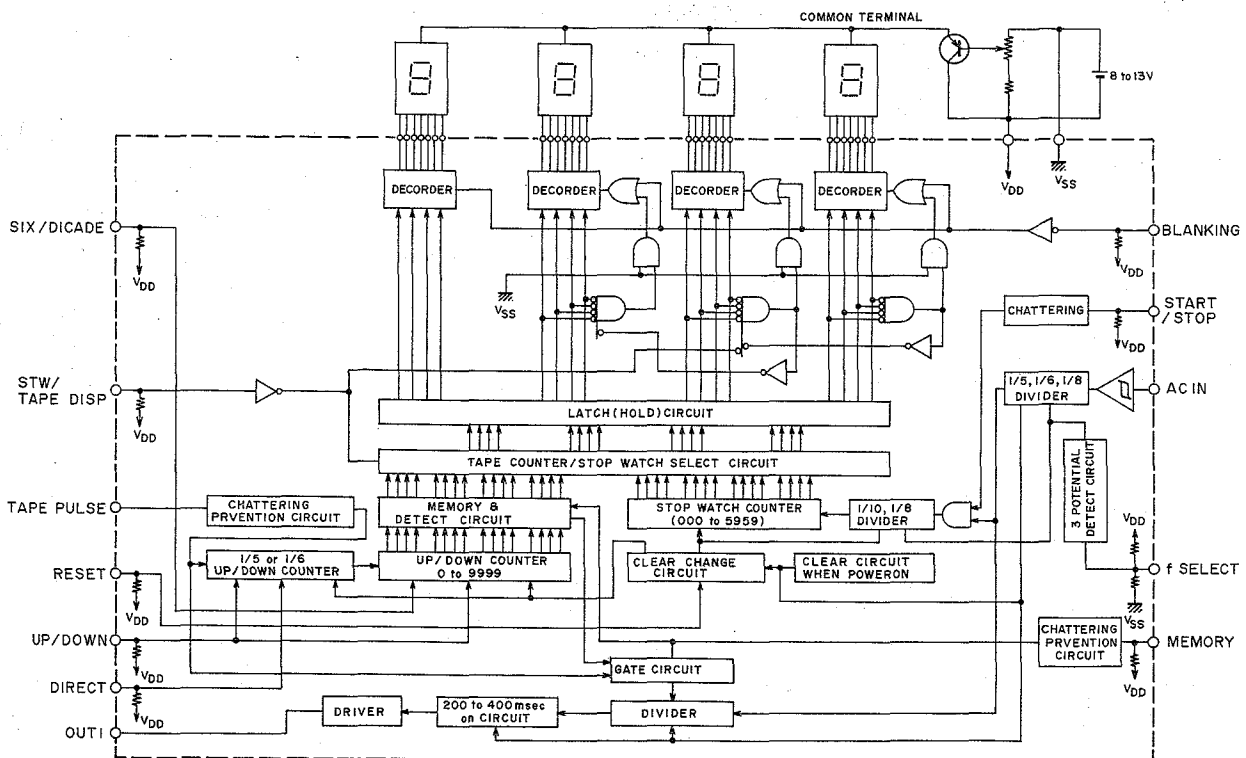 COMMON TERMINAL
8 to 13V
VDD
VSS
DECORDER
DECORDER
DECORDER
DECORDER
SIX/DICADE
VDD
BLANKING
VDD
VSS
CHATTERING
START
/STOP
VDD
STW/
TAPE DISP
VDD
1/5, 1/6, 1/8
DIVIDER
AC IN
LATCH (HOLD) CIRCUIT
TAPE COUNTER/STOP WATCH SELECT CIRCUIT
3 POTENTIAL
DETECT CIRCUIT
TAPE PULSE
CHATTERING
PRVENTION CIRCUIT
MEMORY &
DETECT CIRCUIT
STOP WATCH COUNTER
(000 to 5959)
1/10, 1/8
DIVIDER
VDD
RESET
VDD
1/5 or 1/6
UP/DOWN COUNTER
UP/DOWN COUNTER
0 to 9999
CLEAR CHANGE
CIRCUIT
CLEAR CIRCUIT
WHEN POWERON
f SELECT
VSS
UP/DOWN
VDD
CHATTERING
PRVENTION
CIRCUIT
MEMORY
VDD
DIRECT
VDD
GATE CIRCUIT
OUT1
DRIVER
200 to 400msec
on CIRCUIT
DIVIDER